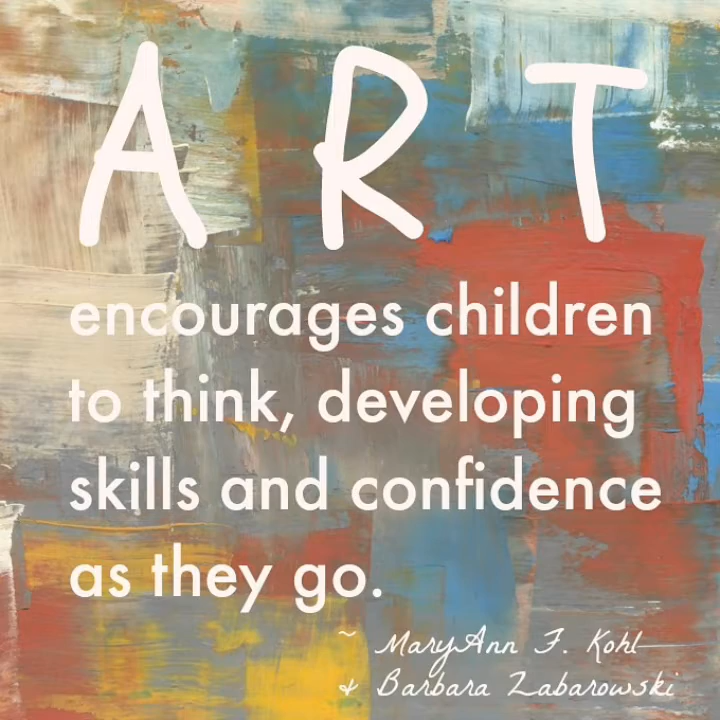 ART
encourages children
to think, developing
skills and confidence
as they go.
~ MaryAnn F. Kohl
& Barbara Zabarowski